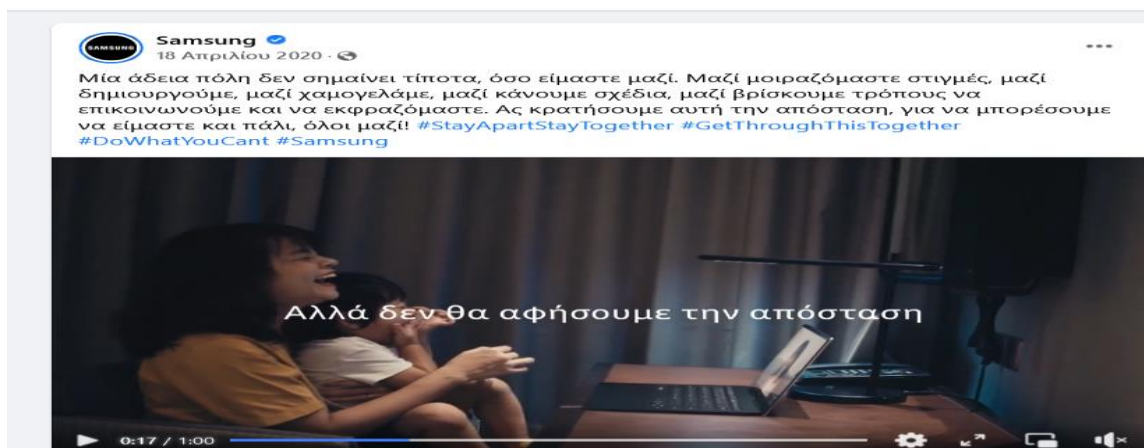 SAMSUNG
Samsung
18 Απριλίου 2020 ·
Μία άδεια πόλη δεν σημαίνει τίποτα, όσο είμαστε μαζί. Μαζί μοιραζόμαστε στιγμές, μαζί
δημιουργούμε, μαζί χαμογελάμε, μαζί κάνουμε σχέδια, μαζί βρίσκουμε τρόπους να
επικοινωνούμε και να εκφραζόμαστε. Ας κρατήσουμε αυτή την απόσταση, για να μπορέσουμε
να είμαστε και πάλι, όλοι μαζί! #StayApartStayTogether #GetThroughThisTogether
#DoWhatYouCant #Samsung
Αλλά δεν θα αφήσουμε την απόσταση
0:17 / 1:00